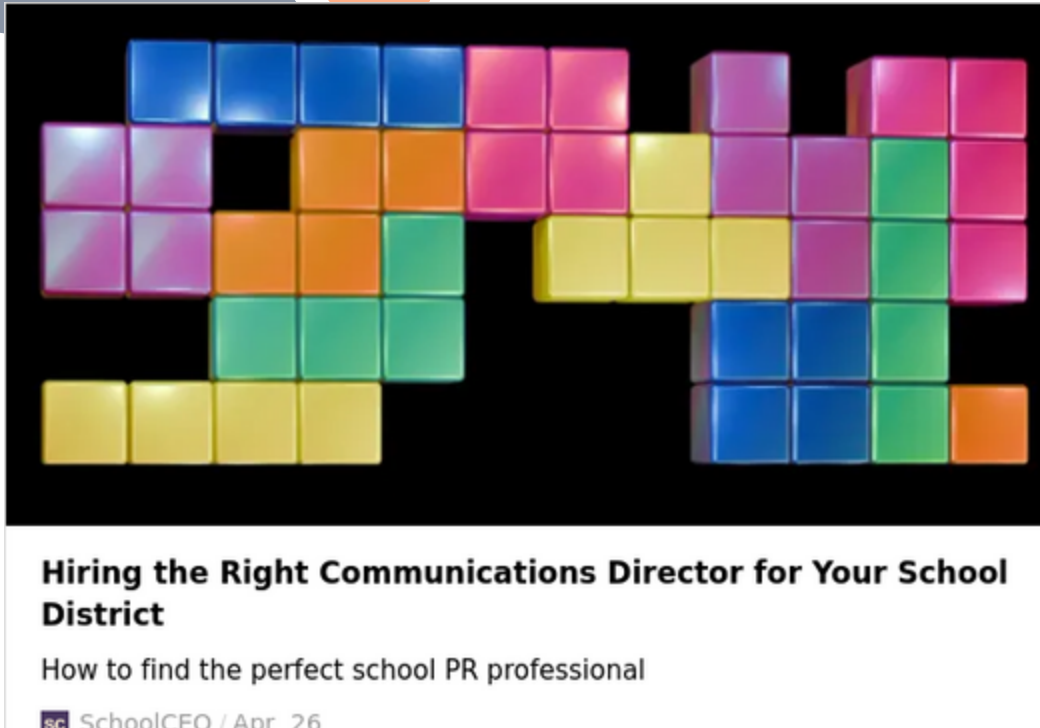 Hiring the Right Communications Director for Your School
District
How to find the perfect school PR professional
SC SchoolCEO / Apr. 26